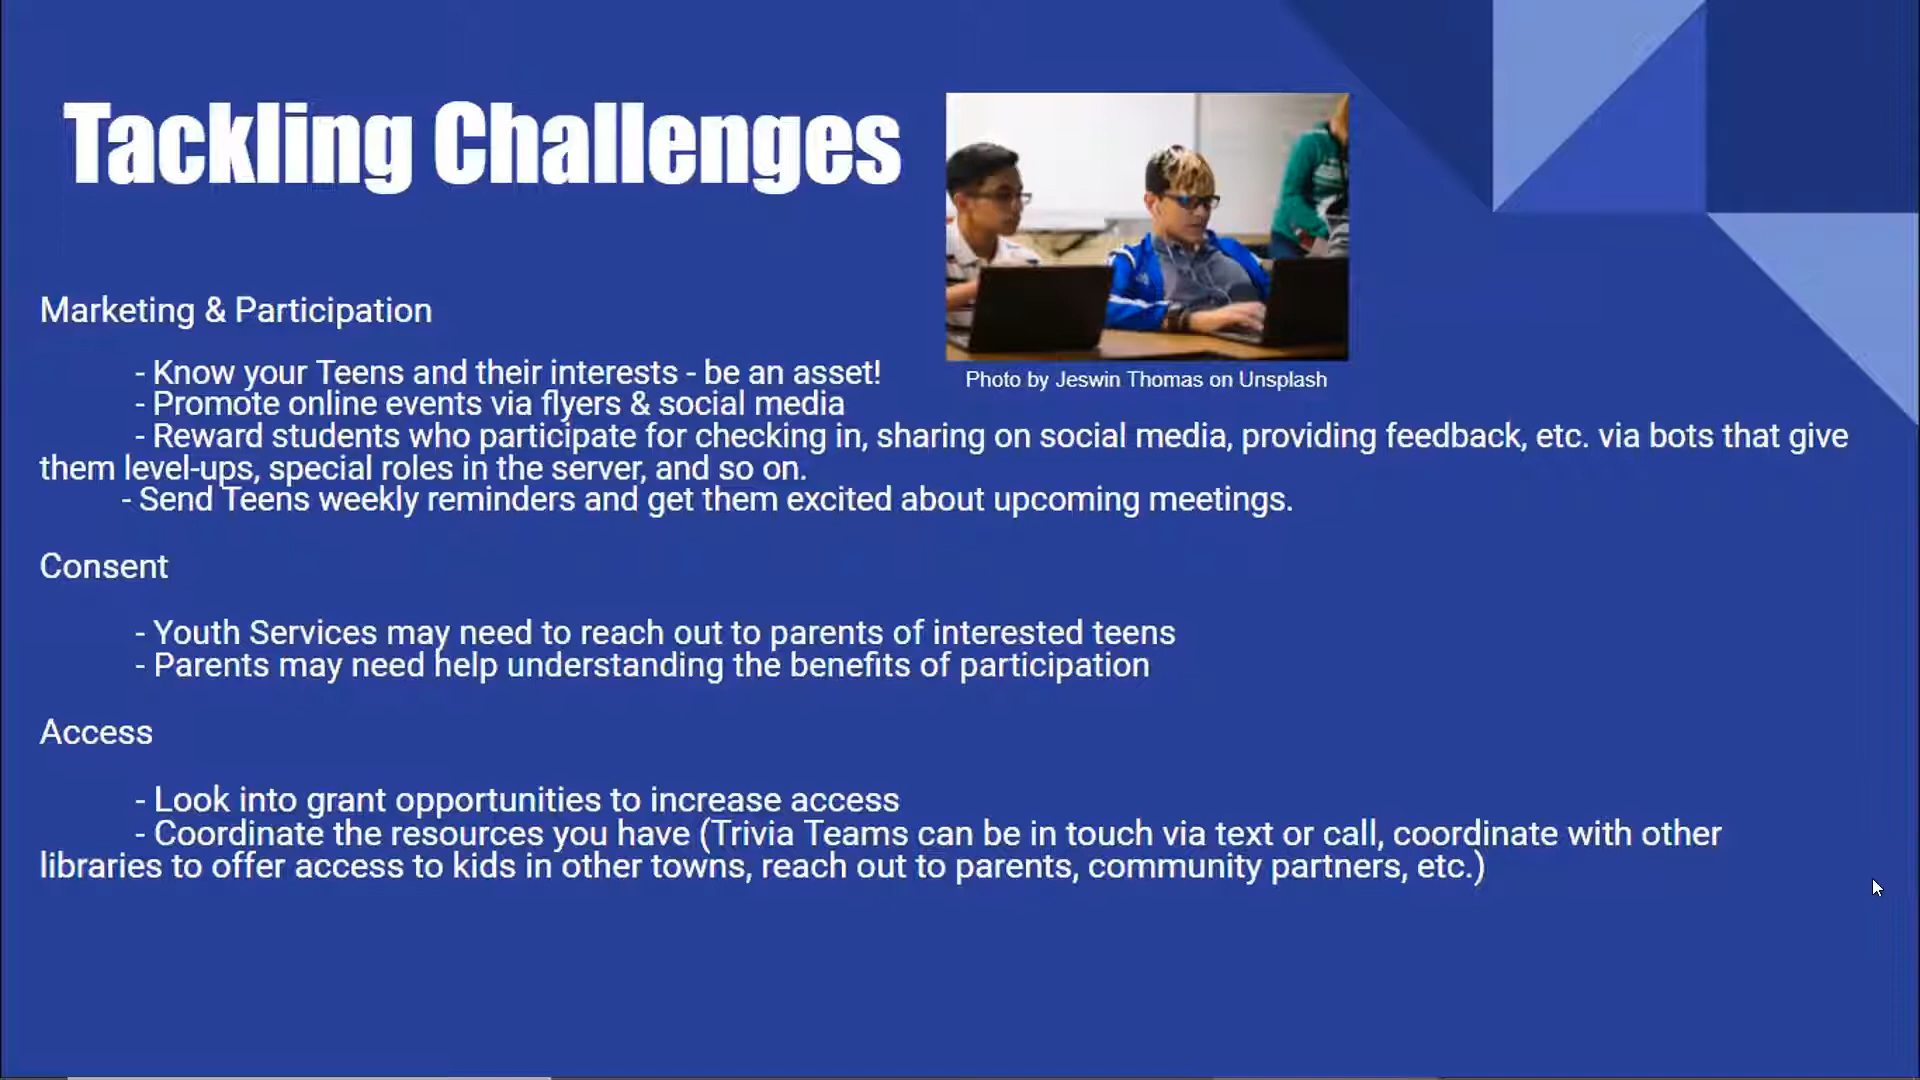 Tackling Challenges
Photo by Jeswin Thomas on Unsplash
Marketing & Participation
- Know your Teens and their interests - be an asset!
- Promote online events via flyers & social media
- Reward students who participate for checking in, sharing on social media, providing feedback, etc. via bots that give
them level-ups, special roles in the server, and so on.
- Send Teens weekly reminders and get them excited about upcoming meetings.
Consent
- Youth Services may need to reach out to parents of interested teens
- Parents may need help understanding the benefits of participation
Access
- Look into grant opportunities to increase access
- Coordinate the resources you have (Trivia Teams can be in touch via text or call, coordinate with other
libraries to offer access to kids in other towns, reach out to parents, community partners, etc.)